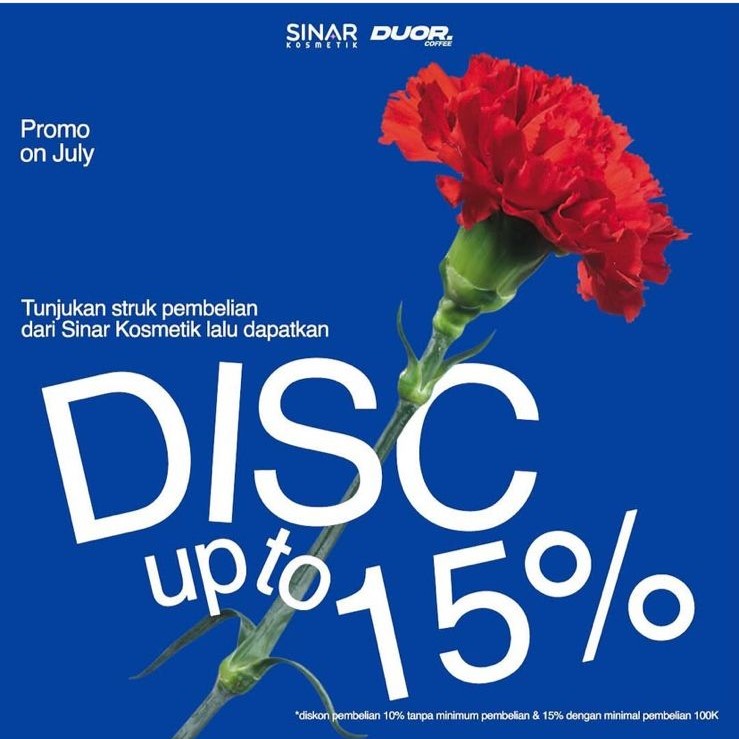 SINAR
KOSMETIK
DUOR.
COFFEE
Promo
on July
Tunjukan struk pembelian
dari Sinar Kosmetik lalu dapatkan
DISC
up to
15%
*diskon pembelian 10% tanpa minimum pembelian & 15% dengan minimal pembelian 100K